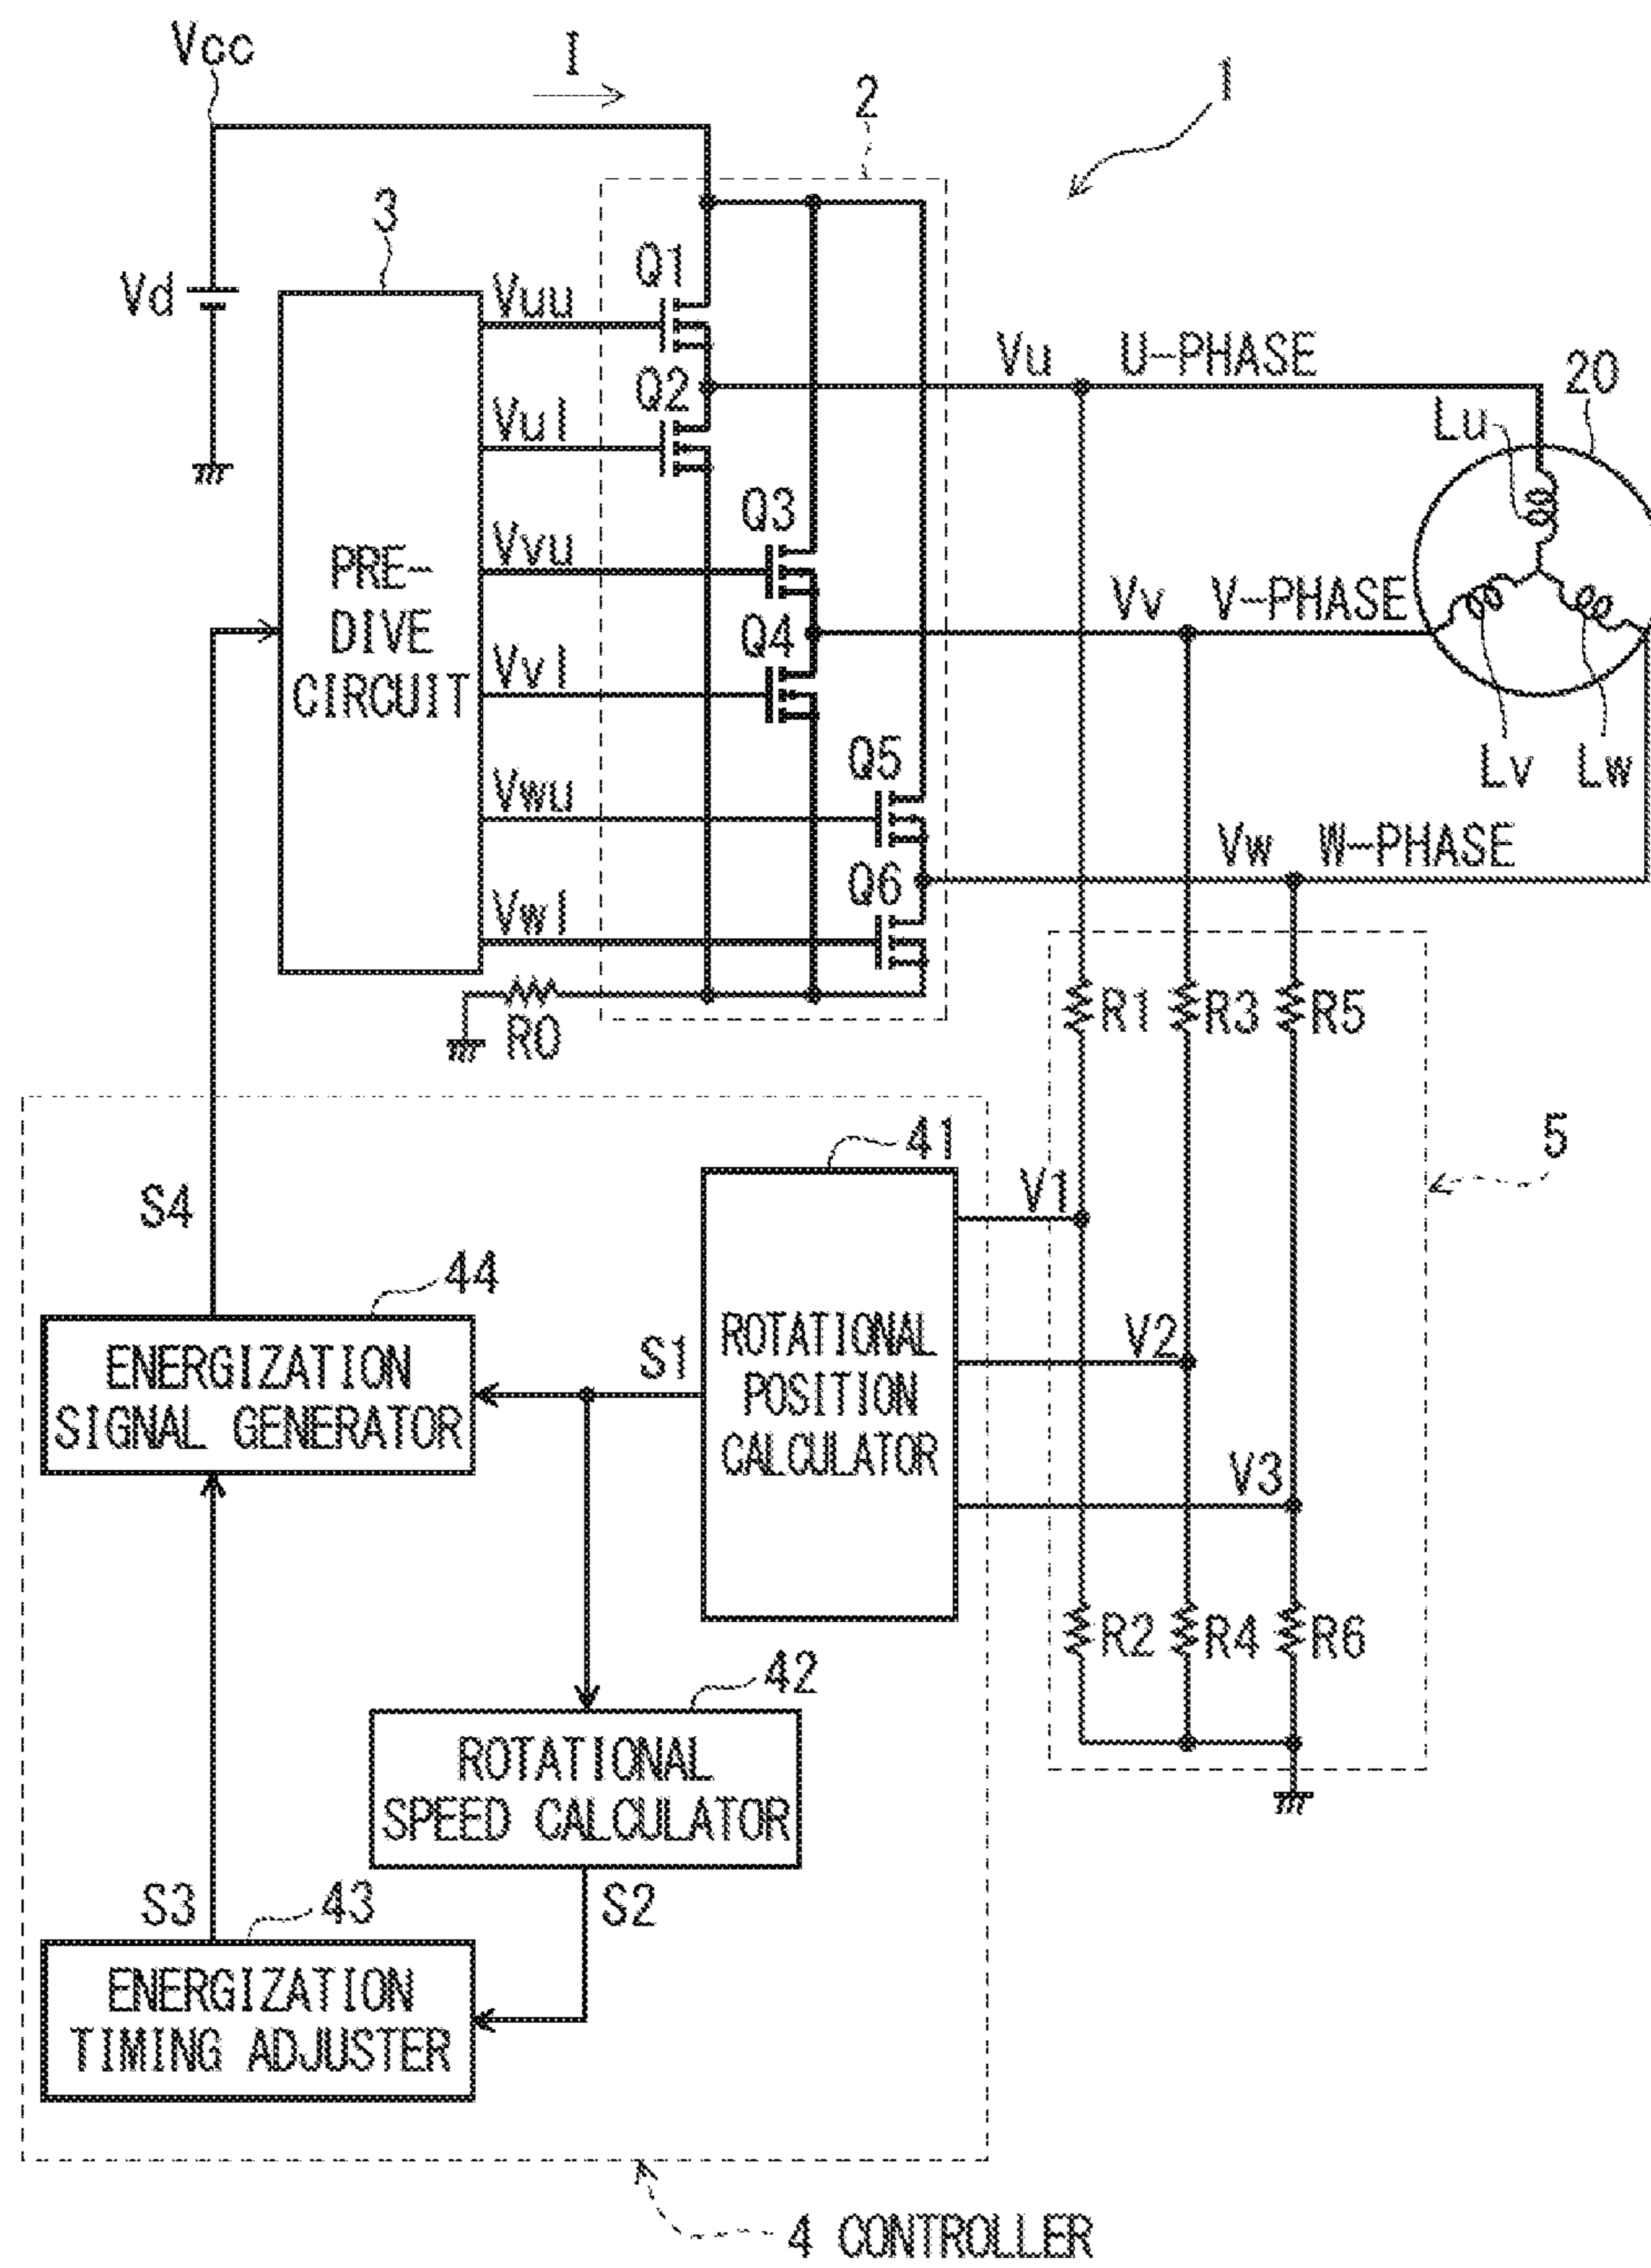 Vcc
I
2
1
3
Vd
Q1
Vuu
Vu
U-PHASE
20
Q2
Vul
Lu
Q3
Vvu
PRE-
DIVE
CIRCUIT
Vv
V-PHASE
Q4
Vvl
Q5
Lv
Lw
Vwu
Vw
W-PHASE
Q6
Vwl
R0
R1
R3
R5
41
5
V1
S4
44
ENERGIZATION
SIGNAL GENERATOR
S1
ROTATIONAL
POSITION
CALCULATOR
V2
V3
R2
R4
R6
42
ROTATIONAL
SPEED CALCULATOR
S3
43
S2
ENERGIZATION
TIMING ADJUSTER
4 CONTROLLER